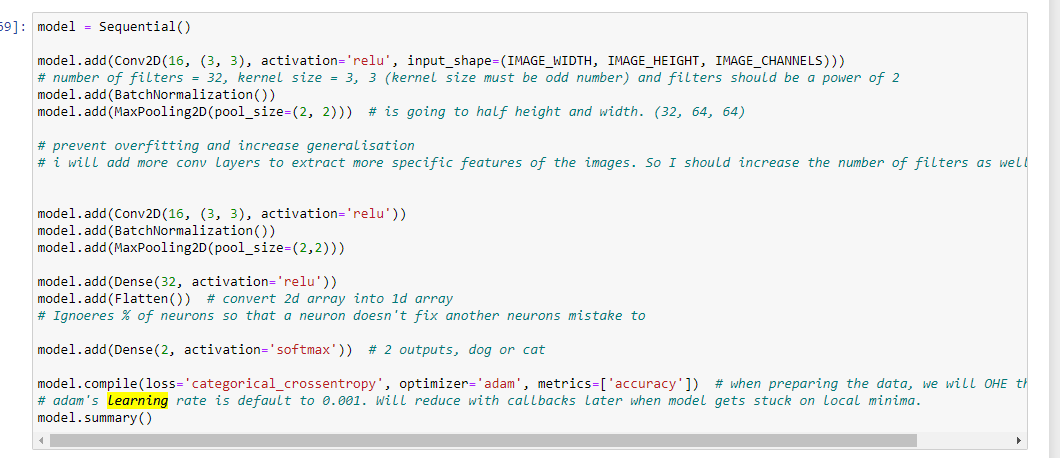 59]:
model = Sequential()
model.add(Conv2D(16, (3, 3), activation='relu', input_shape=(IMAGE_WIDTH, IMAGE_HEIGHT, IMAGE_CHANNELS)))
# number of filters = 32, kernel size = 3, 3 (kernel size must be odd number) and filters should be a power of 2
model.add(BatchNormalization())
model.add(MaxPooling2D(pool_size=(2, 2)))  # is going to half height and width. (32, 64, 64)
# prevent overfitting and increase generalisation
# i will add more conv layers to extract more specific features of the images. So I should increase the number of filters as well
model.add(Conv2D(16, (3, 3), activation='relu'))
model.add(BatchNormalization())
model.add(MaxPooling2D(pool_size=(2,2)))
model.add(Dense(32, activation='relu'))
model.add(Flatten())  # convert 2d array into 1d array
# Ignoeres % of neurons so that a neuron doesn't fix another neurons mistake to
model.add(Dense(2, activation='softmax'))  # 2 outputs, dog or cat
model.compile(loss='categorical_crossentropy', optimizer='adam', metrics=['accuracy'])  # when preparing the data, we will OHE
# adam's learning rate is default to 0.001. Will reduce with callbacks later when model gets stuck on local minima.
model.summary()